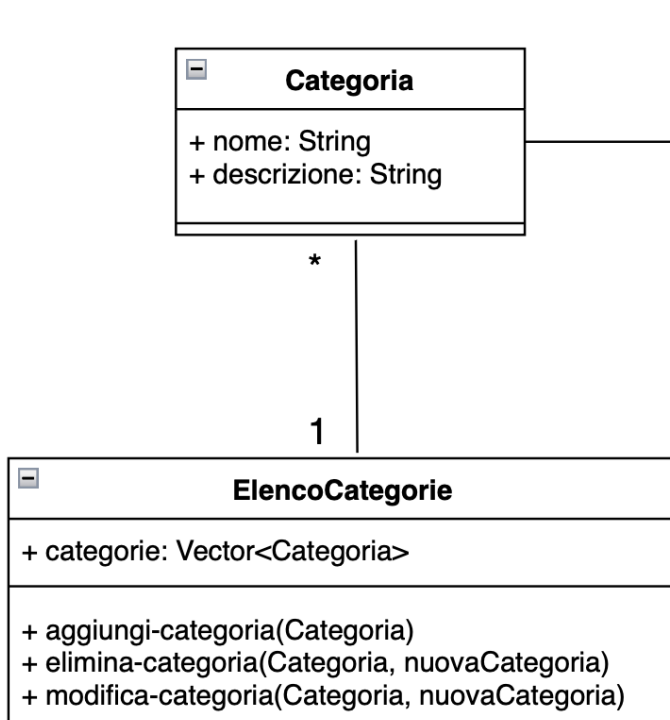 Categoria
+ nome: String
+ descrizione: String
*
1
ElencoCategorie
+ categorie: Vector<Categoria>
+ aggiungi-categoria(Categoria)
+ elimina-categoria(Categoria, nuovaCategoria)
+ modifica-categoria(Categoria, nuovaCategoria)